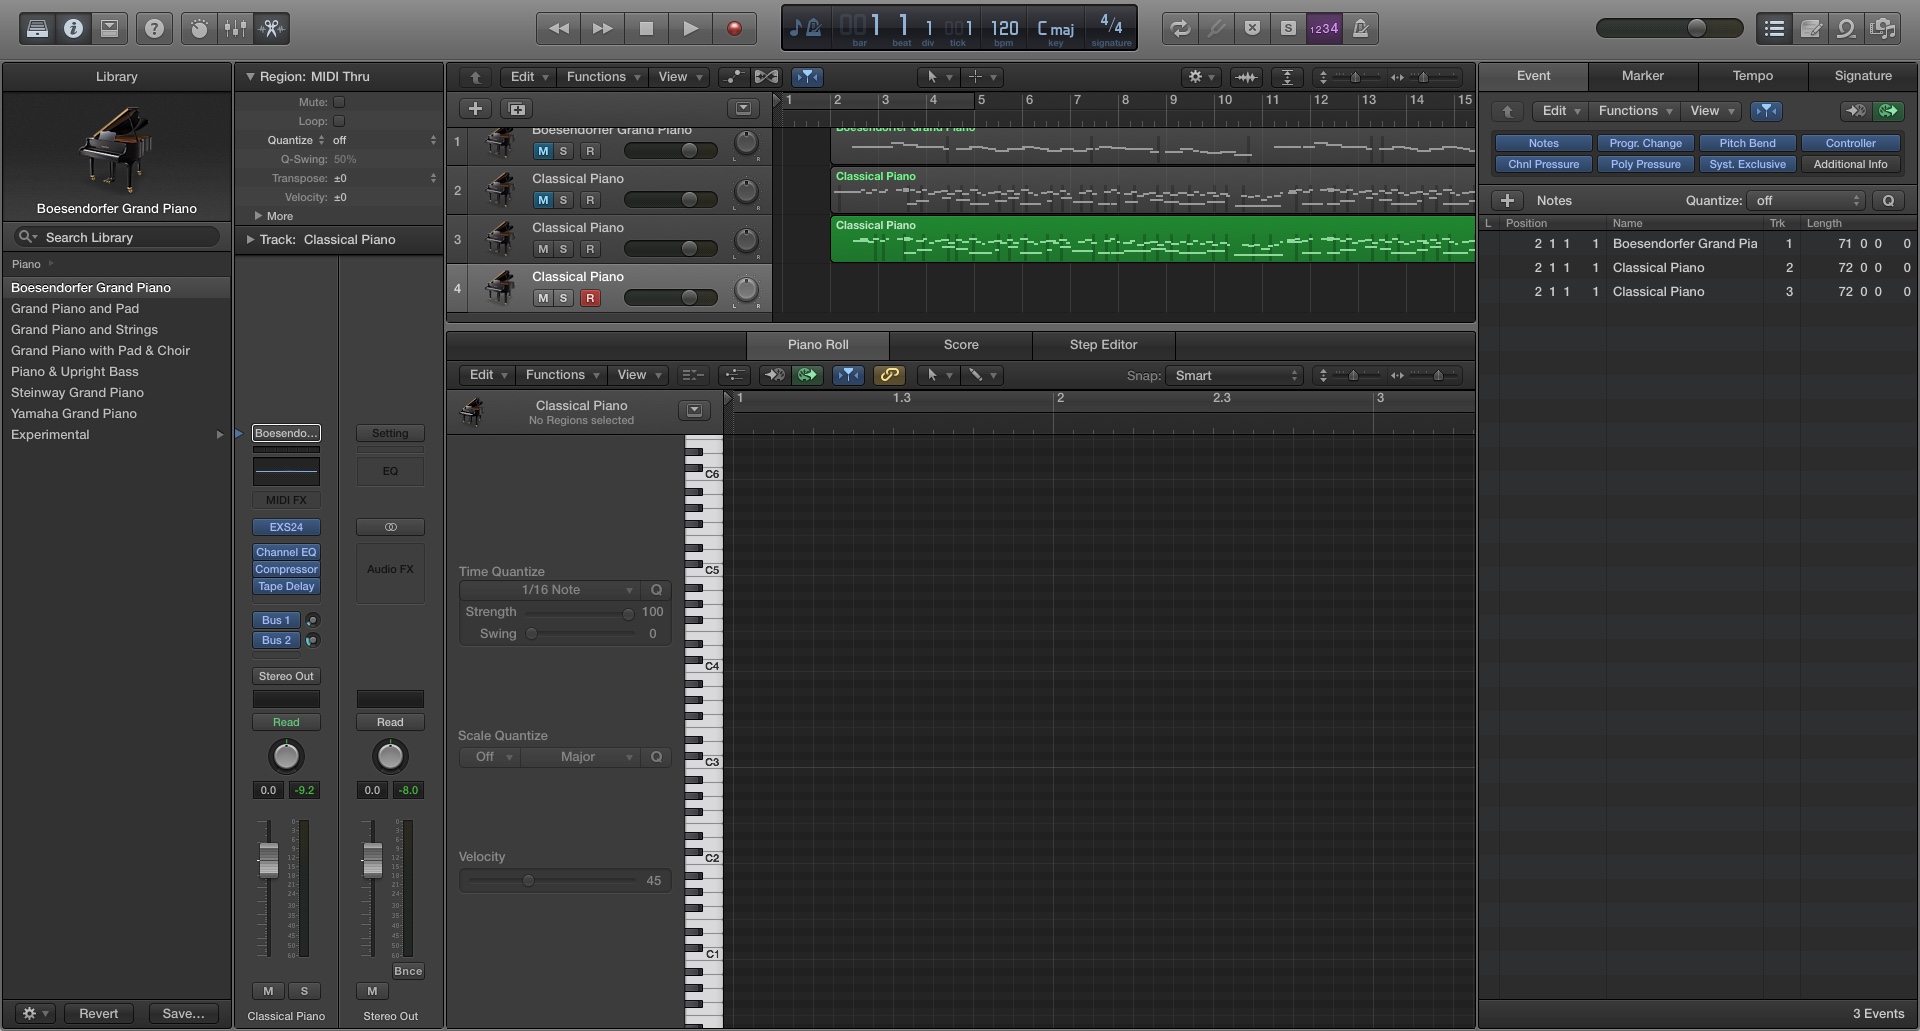 1234
1 1 1 1 120 C maj 4/4
bar beat div tick bpm key signature
Library
Boesendorfer Grand Piano
Search Library
Piano
Boesendorfer Grand Piano
Grand Piano and Pad
Grand Piano and Strings
Grand Piano with Pad & Choir
Piano & Upright Bass
Steinway Grand Piano
Yamaha Grand Piano
Experimental
Revert Save...
Region: MIDI Thru
Mute:
Loop:
Quantize off
Q-Swing: 50%
Transpose: ±0
Velocity: ±0
More
Track: Classical Piano
Boesendo... Setting
EQ
MIDI FX
EXS24
Channel EQ
Compressor Audio FX
Tape Delay
Bus 1
Bus 2
Stereo Out
Read Read
0.0 -9.2 0.0 -8.0
Bnce
M S M
Classical Piano Stereo Out
Edit Functions View
1 2 3 4 5 6 7 8 9 10 11 12 13 14 15
1 Boesendorfer Grand Piano
M S R
Boesendorfer Grand Piano
2 Classical Piano
M S R
Classical Piano
3 Classical Piano
M S R
Classical Piano
4 Classical Piano
M S R
Piano Roll Score Step Editor
Edit Functions View Snap: Smart
Classical Piano
No Regions selected
1 1.3 2 2.3 3
C6
C5
C4
C3
C2
C1
Time Quantize
1/16 Note Q
Strength 100
Swing 0
Scale Quantize
Off Major Q
Velocity
45
Event Marker Tempo Signature
Edit Functions View
Notes Progr. Change Pitch Bend Controller
Chnl Pressure Poly Pressure Syst. Exclusive Additional Info
Notes Quantize: off Q
L Position Name Trk Length
2 1 1 1 Boesendorfer Grand Pia 1 71 0 0 0
2 1 1 1 Classical Piano 2 72 0 0 0
2 1 1 1 Classical Piano 3 72 0 0 0
3 Events